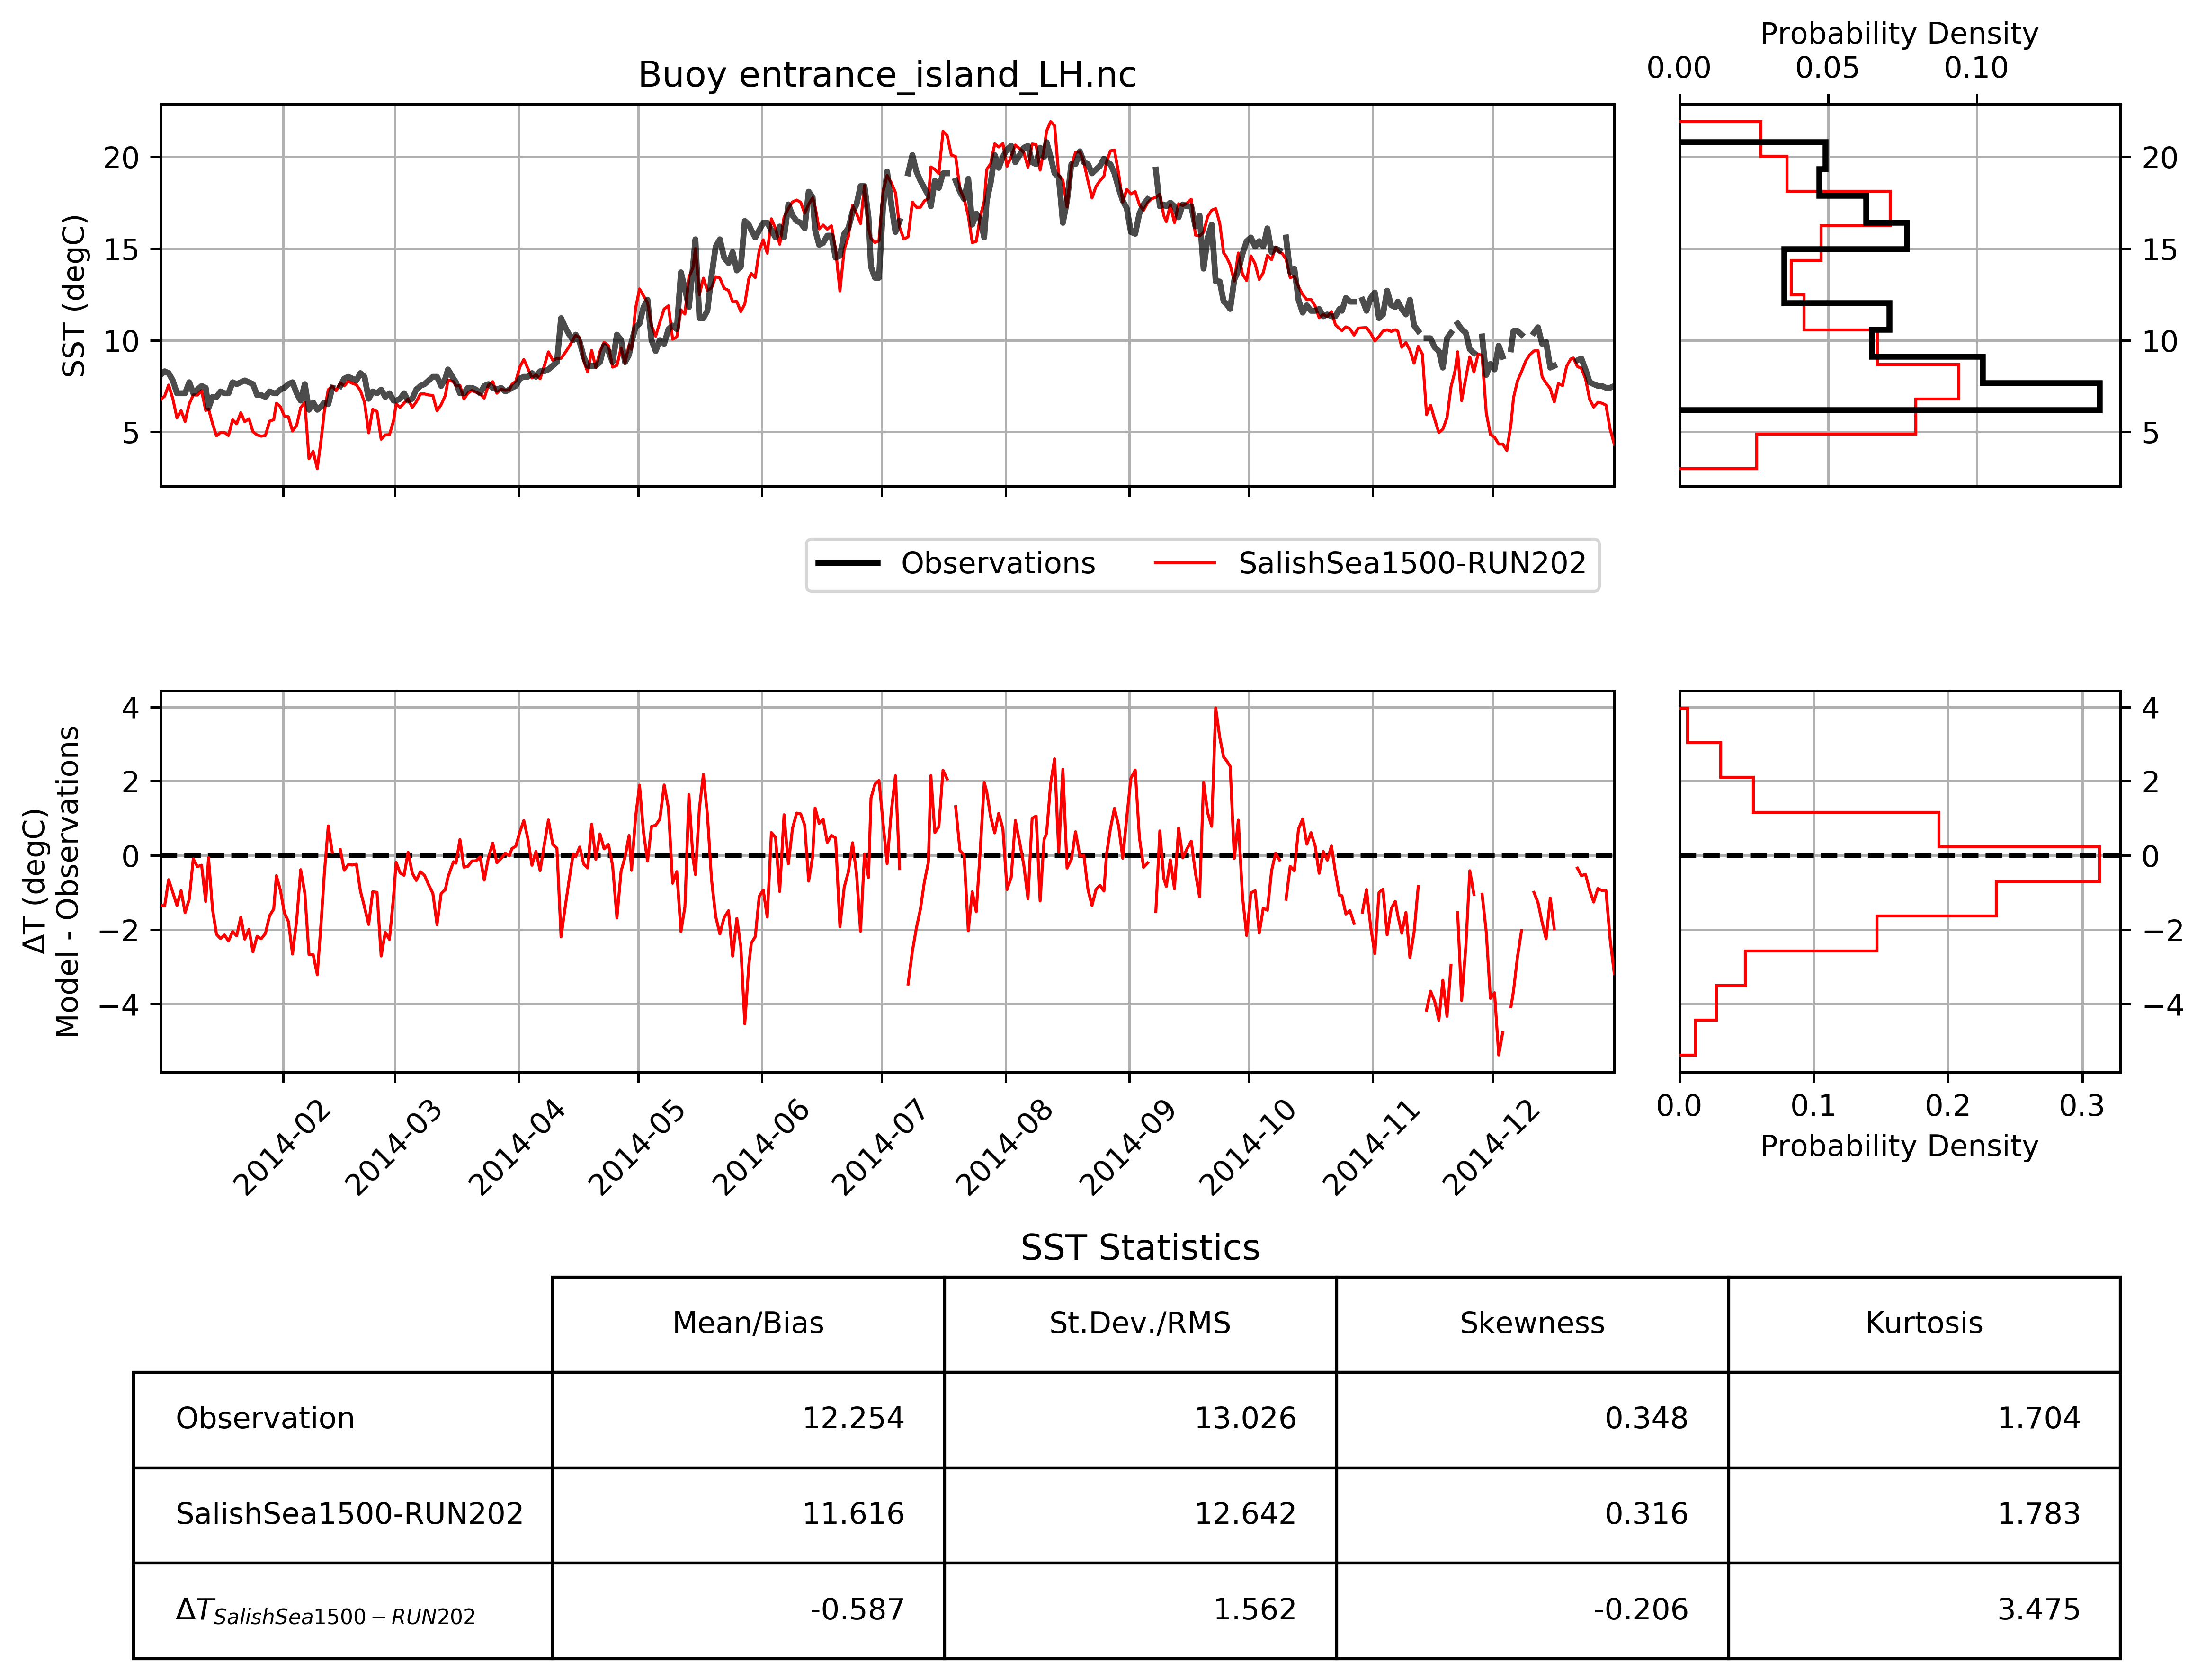 Probability Density
0.00 0.05 0.10
Buoy entrance_island_LH.nc
SST (degC)
20
15
10
5
20
15
10
5
Observations SalishSea1500-RUN202
ΔT (degC)
Model - Observations
4
2
0
−2
−4
4
2
0
−2
−4
2014-02 2014-03 2014-04 2014-05 2014-06 2014-07 2014-08 2014-09 2014-10 2014-11 2014-12
0.0 0.1 0.2 0.3
Probability Density
SST Statistics
Mean/Bias St.Dev./RMS Skewness Kurtosis
Observation 12.254 13.026 0.348 1.704
SalishSea1500-RUN202 11.616 12.642 0.316 1.783
ΔT SalishSea1500−RUN202 -0.587 1.562 -0.206 3.475